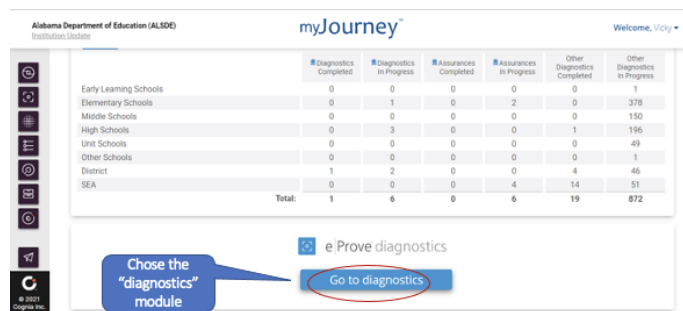 Alabama Department of Education (ALSDE)
Institution Update
myJourney™
Welcome, Vicky
Diagnostics Completed
Diagnostics In Progress
Assurances Completed
Assurances In Progress
Other Diagnostics Completed
Other Diagnostics In Progress
Early Learning Schools 0 0 0 0 0 1
Elementary Schools 0 1 0 2 0 378
Middle Schools 0 0 0 0 0 150
High Schools 0 3 0 0 1 196
Unit Schools 0 0 0 0 0 49
Other Schools 0 0 0 0 0 1
District 1 2 0 0 4 46
SEA 0 0 0 4 14 51
Total: 1 6 0 6 19 872
e Prove diagnostics
Chose the
"diagnostics"
module
Go to diagnostics
© 2021
Cognia Inc.